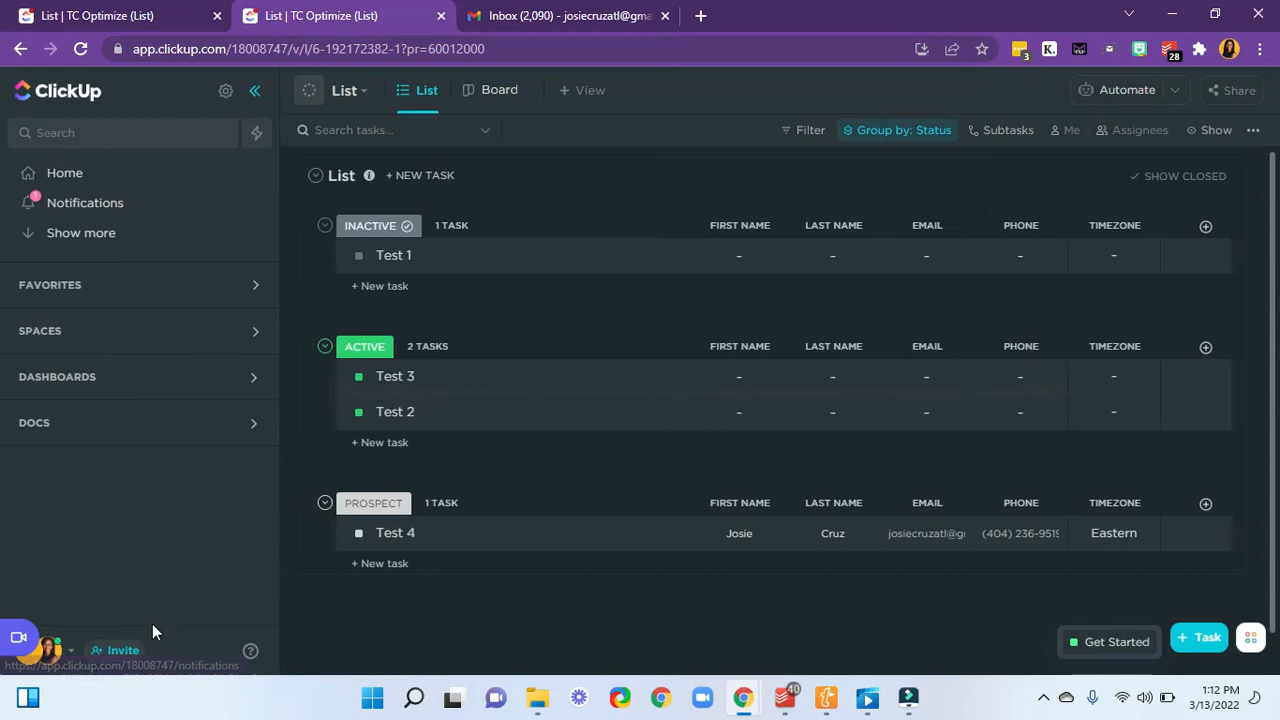 List | TC Optimize (List)
List | TC Optimize (List)
Inbox (2,090) - josiecruzatl@gma
app.clickup.com/18008747/v/l/6-192172382-1?pr=60012000
3
K
28
ClickUp
List
List
Board
+ View
Automate
Share
Search
Search tasks...
Filter
Group by: Status
Subtasks
Me
Assignees
Show
Home
1
Notifications
Show more
FAVORITES
SPACES
DASHBOARDS
DOCS
List
+ NEW TASK
SHOW CLOSED
INACTIVE 1 TASK FIRST NAME LAST NAME EMAIL PHONE TIMEZONE
Test 1 - - - - -
+ New task
ACTIVE 2 TASKS FIRST NAME LAST NAME EMAIL PHONE TIMEZONE
Test 3 - - - - -
Test 2 - - - - -
+ New task
PROSPECT 1 TASK FIRST NAME LAST NAME EMAIL PHONE TIMEZONE
Test 4 Josie Cruz josiecruzatl@g (404) 236-9519 Eastern
+ New task
Invite
?
https://app.clickup.com/18008747/notifications
Get Started
+ Task
40
1:12 PM
3/13/2022